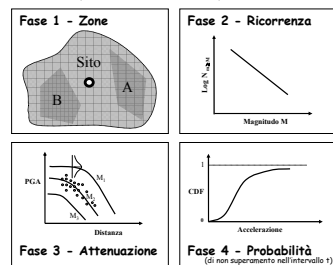 Fase 1 - Zone
Sito
B
A
Fase 2 - Ricorrenza
Log N m≥M
Magnitudo M
PGA
M₁
M₂
M₃
Distanza
Fase 3 - Attenuazione
1
CDF
0
Accelerazione
Fase 4 - Probabilità
(di non superamento nell'intervallo t)